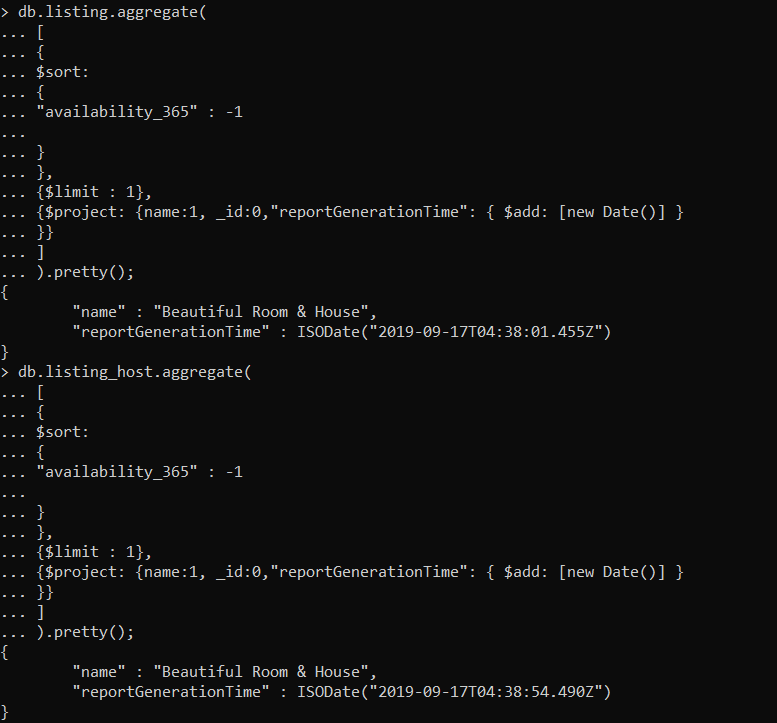 > db.listing.aggregate(
... [
... {
... $sort:
... {
... "availability_365" : -1
...
... }
... },
... {$limit : 1},
... {$project: {name:1, _id:0,"reportGenerationTime": { $add: [new Date()] }
... }}
... ]
... ).pretty();
{
        "name" : "Beautiful Room & House",
        "reportGenerationTime" : ISODate("2019-09-17T04:38:01.455Z")
}
> db.listing_host.aggregate(
... [
... {
... $sort:
... {
... "availability_365" : -1
...
... }
... },
... {$limit : 1},
... {$project: {name:1, _id:0,"reportGenerationTime": { $add: [new Date()] }
... }}
... ]
... ).pretty();
{
        "name" : "Beautiful Room & House",
        "reportGenerationTime" : ISODate("2019-09-17T04:38:54.490Z")
}